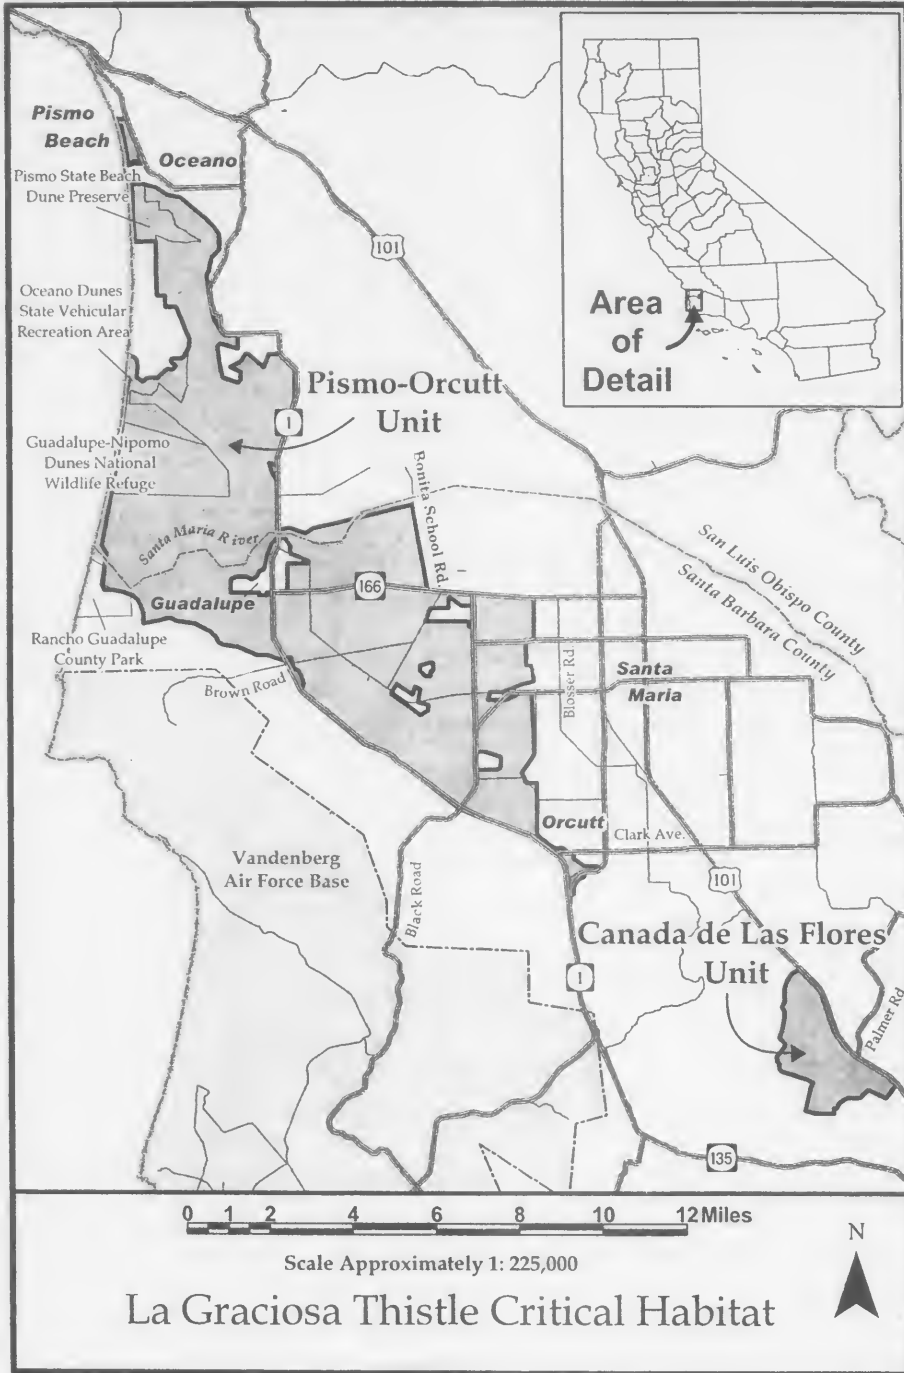 Pismo
Beach
Oceano
Pismo State Beach
Dune Preserve
101
Oceano Dunes
State Vehicular
Recreation Area
Area
of
Detail
Pismo-Orcutt
Unit
1
Guadalupe-Nipomo
Dunes National
Wildlife Refuge
Bonita School Rd.
Santa Maria River
San Luis Obispo County
Santa Barbara County
166
Guadalupe
Rancho Guadalupe
County Park
Brown Road
Blosser Rd.
Santa
Maria
Orcutt
Clark Ave.
Vandenberg
Air Force Base
Black Road
101
Canada de Las Flores
Unit
1
Palmer Rd.
135
0 1 2 4 6 8 10 12 Miles
N
Scale Approximately 1: 225,000
La Graciosa Thistle Critical Habitat